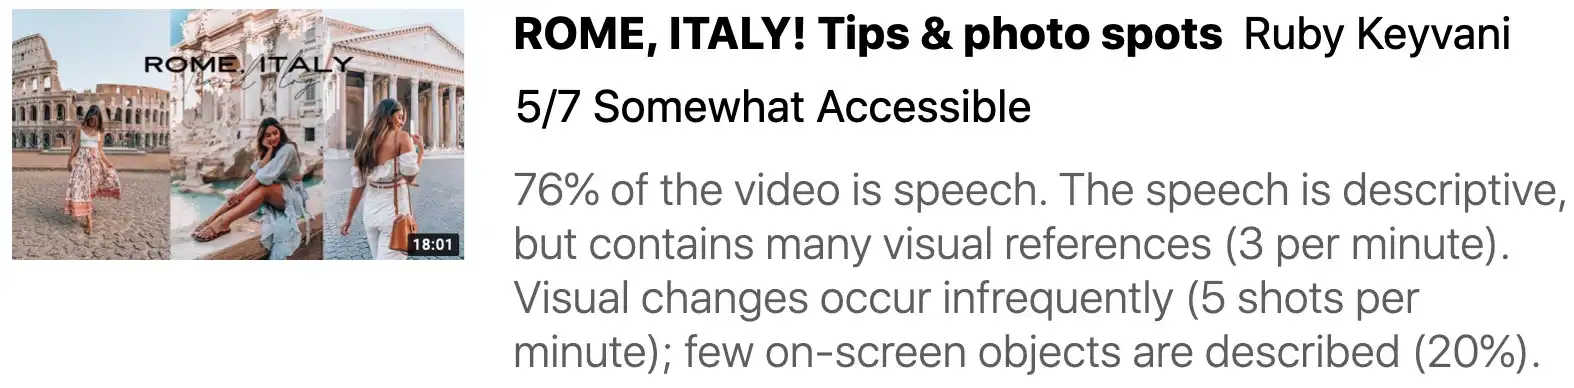 ROME, ITALY
Travel Vlog
18:01
ROME, ITALY! Tips & photo spots Ruby Keyvani
5/7 Somewhat Accessible
76% of the video is speech. The speech is descriptive,
but contains many visual references (3 per minute).
Visual changes occur infrequently (5 shots per
minute); few on-screen objects are described (20%).